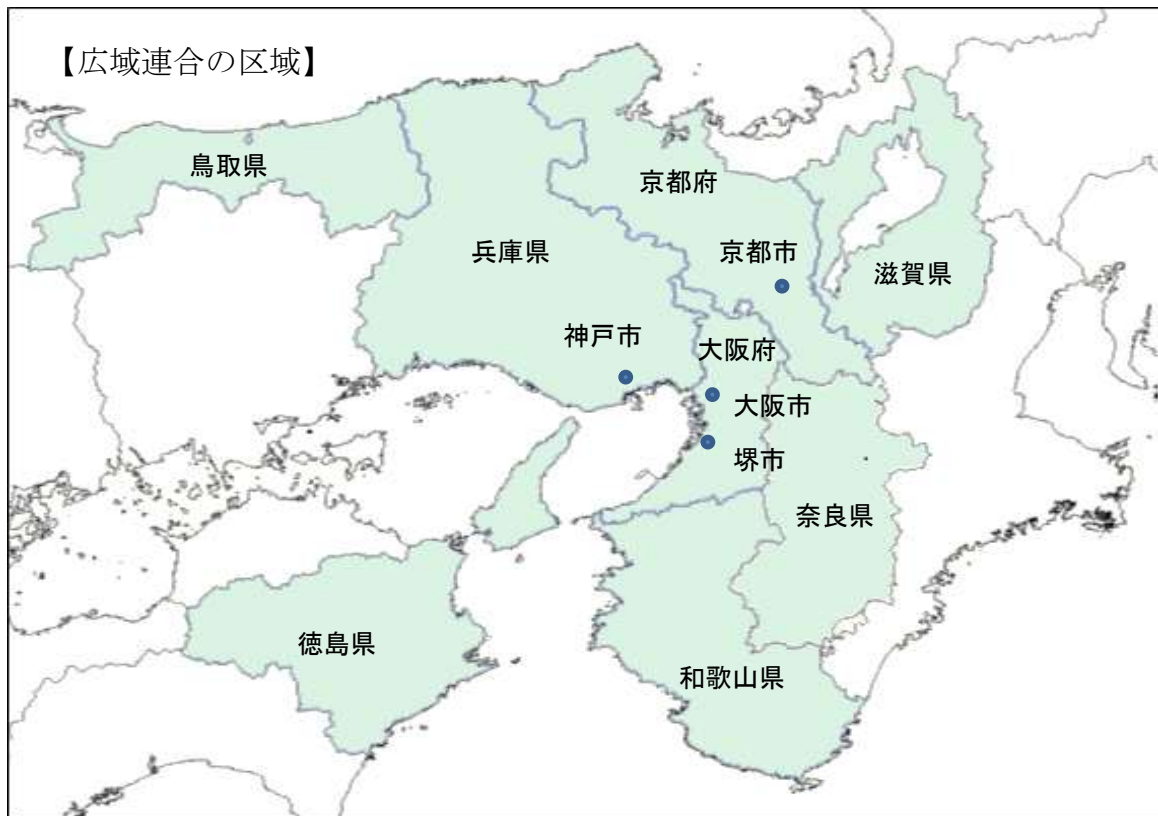 【広域連合の区域】
鳥取県
京都府
兵庫県
京都市
滋賀県
神戸市
大阪府
大阪市
堺市
奈良県
徳島県
和歌山県